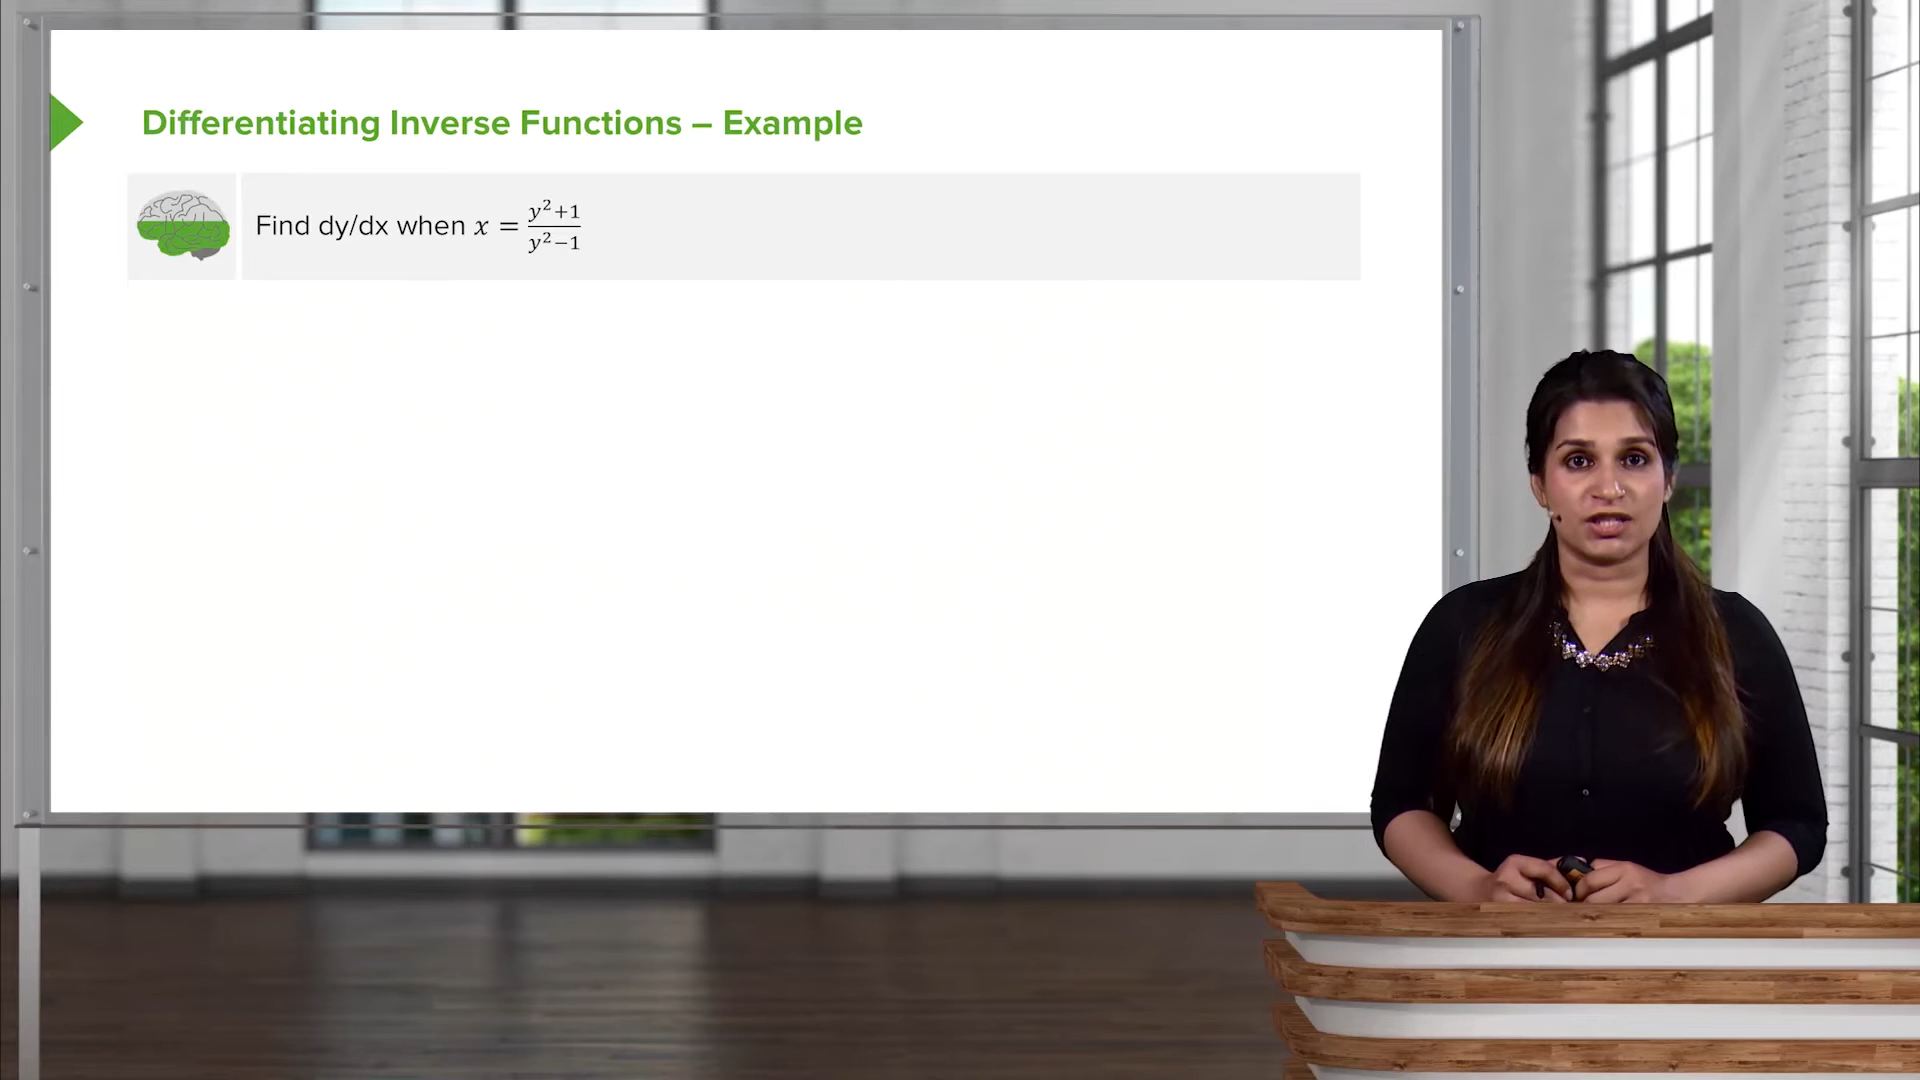 Differentiating Inverse Functions – Example
Find dy/dx when x = y²+1 / y²−1